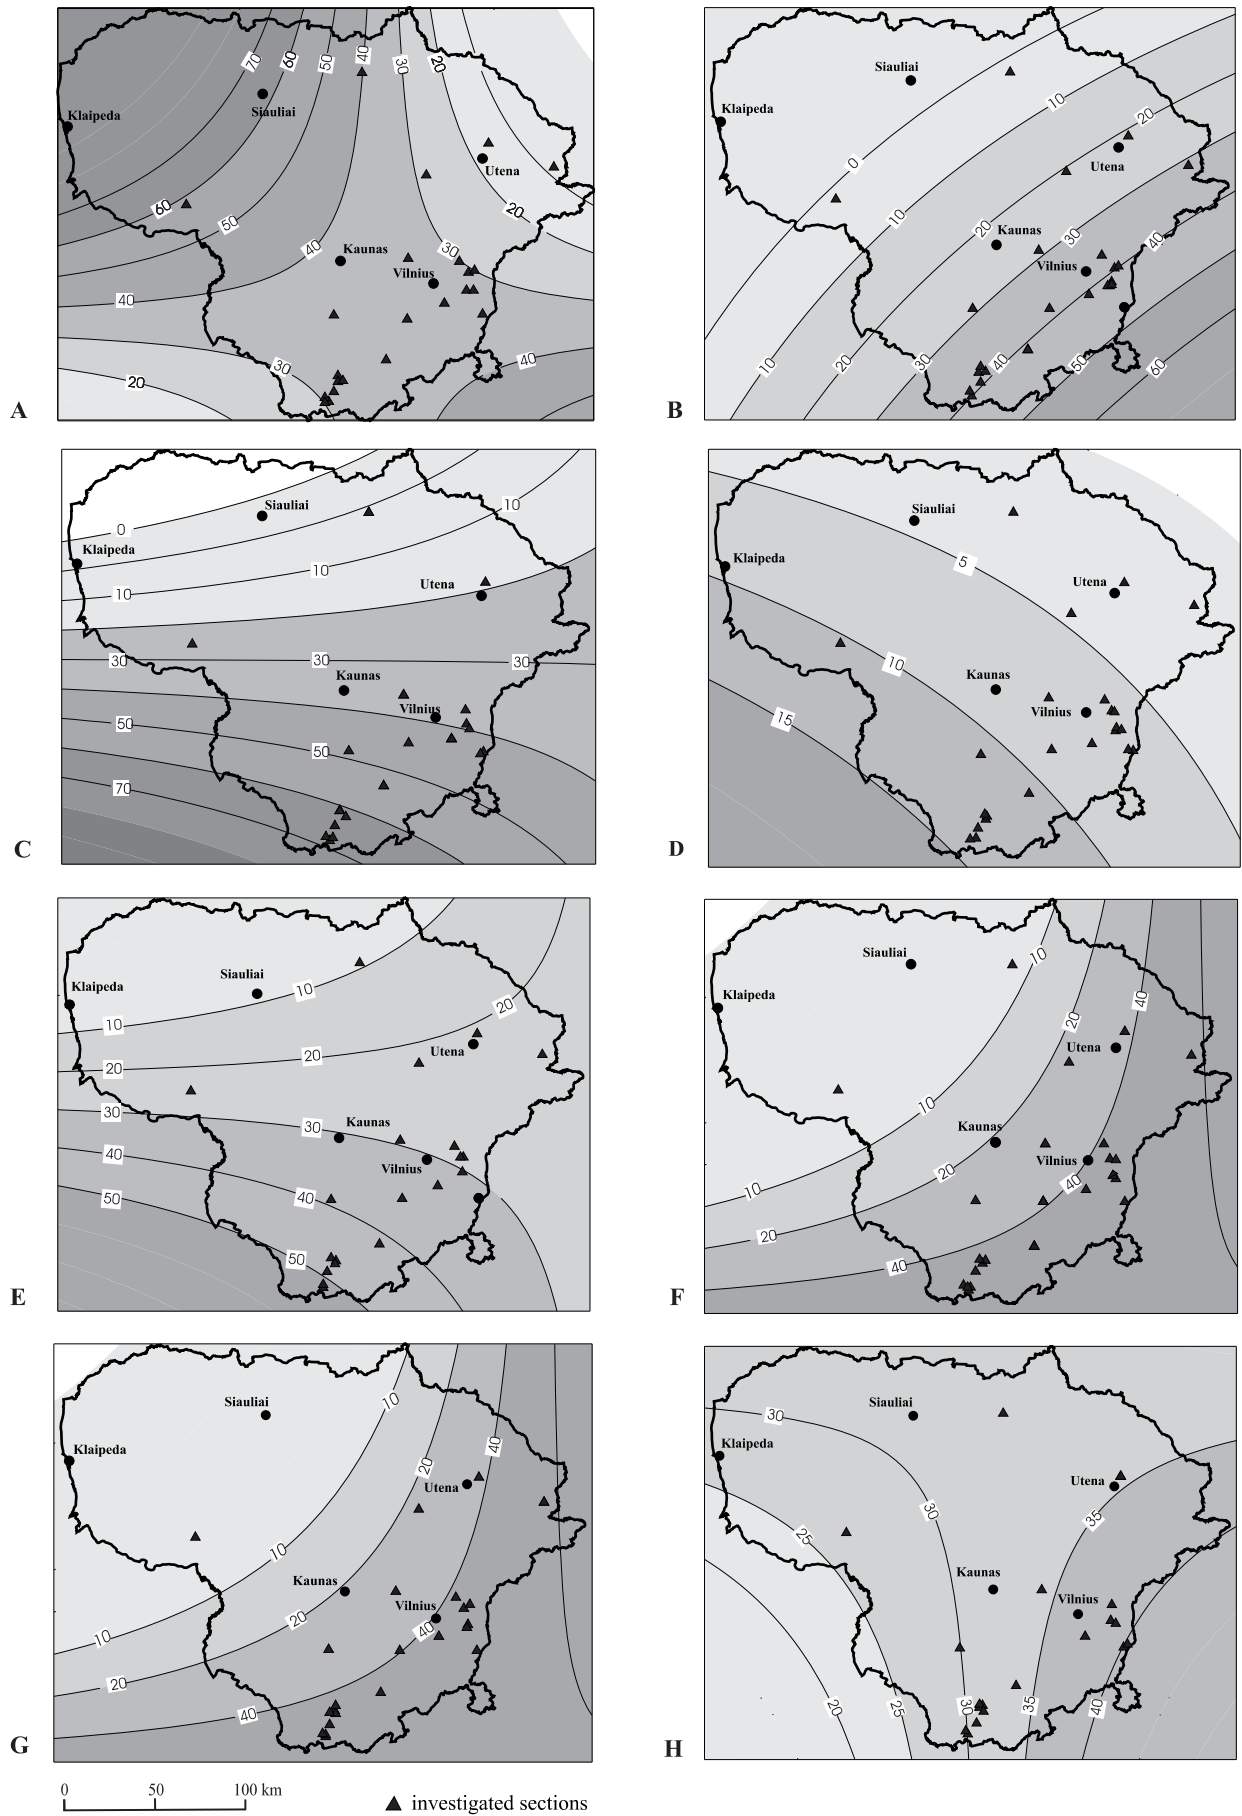 70 60 50 40 30 20
Klaipeda
Siauliai
Utena
60 50 20
40 Kaunas 30
Vilnius
40
30 40
20
A
Siauliai
10
20
Klaipeda
0
Utena
10 20 Kaunas 30 40
Vilnius
10 20 30 40 50 60
B
Siauliai
10
0
Klaipeda
10
Utena
10
30 30 30
Kaunas
Vilnius
50
50
70
C
Siauliai
Klaipeda
5
Utena
10
Kaunas
15
Vilnius
D
Siauliai
Klaipeda
10
20
10
20
Utena
20
30
30 Kaunas
40
Vilnius
50 40
50
E
Siauliai
10
Klaipeda
20 40
Utena
10
Kaunas
20 Vilnius
10 40
20
40
F
Siauliai
10
Klaipeda
20 40
Utena
10
Kaunas
20 Vilnius
10 40
20
40
G
30 Siauliai
Klaipeda
Utena
25 30 35
Kaunas
Vilnius
20 25 30 35 40
H
0 50 100 km
investigated sections